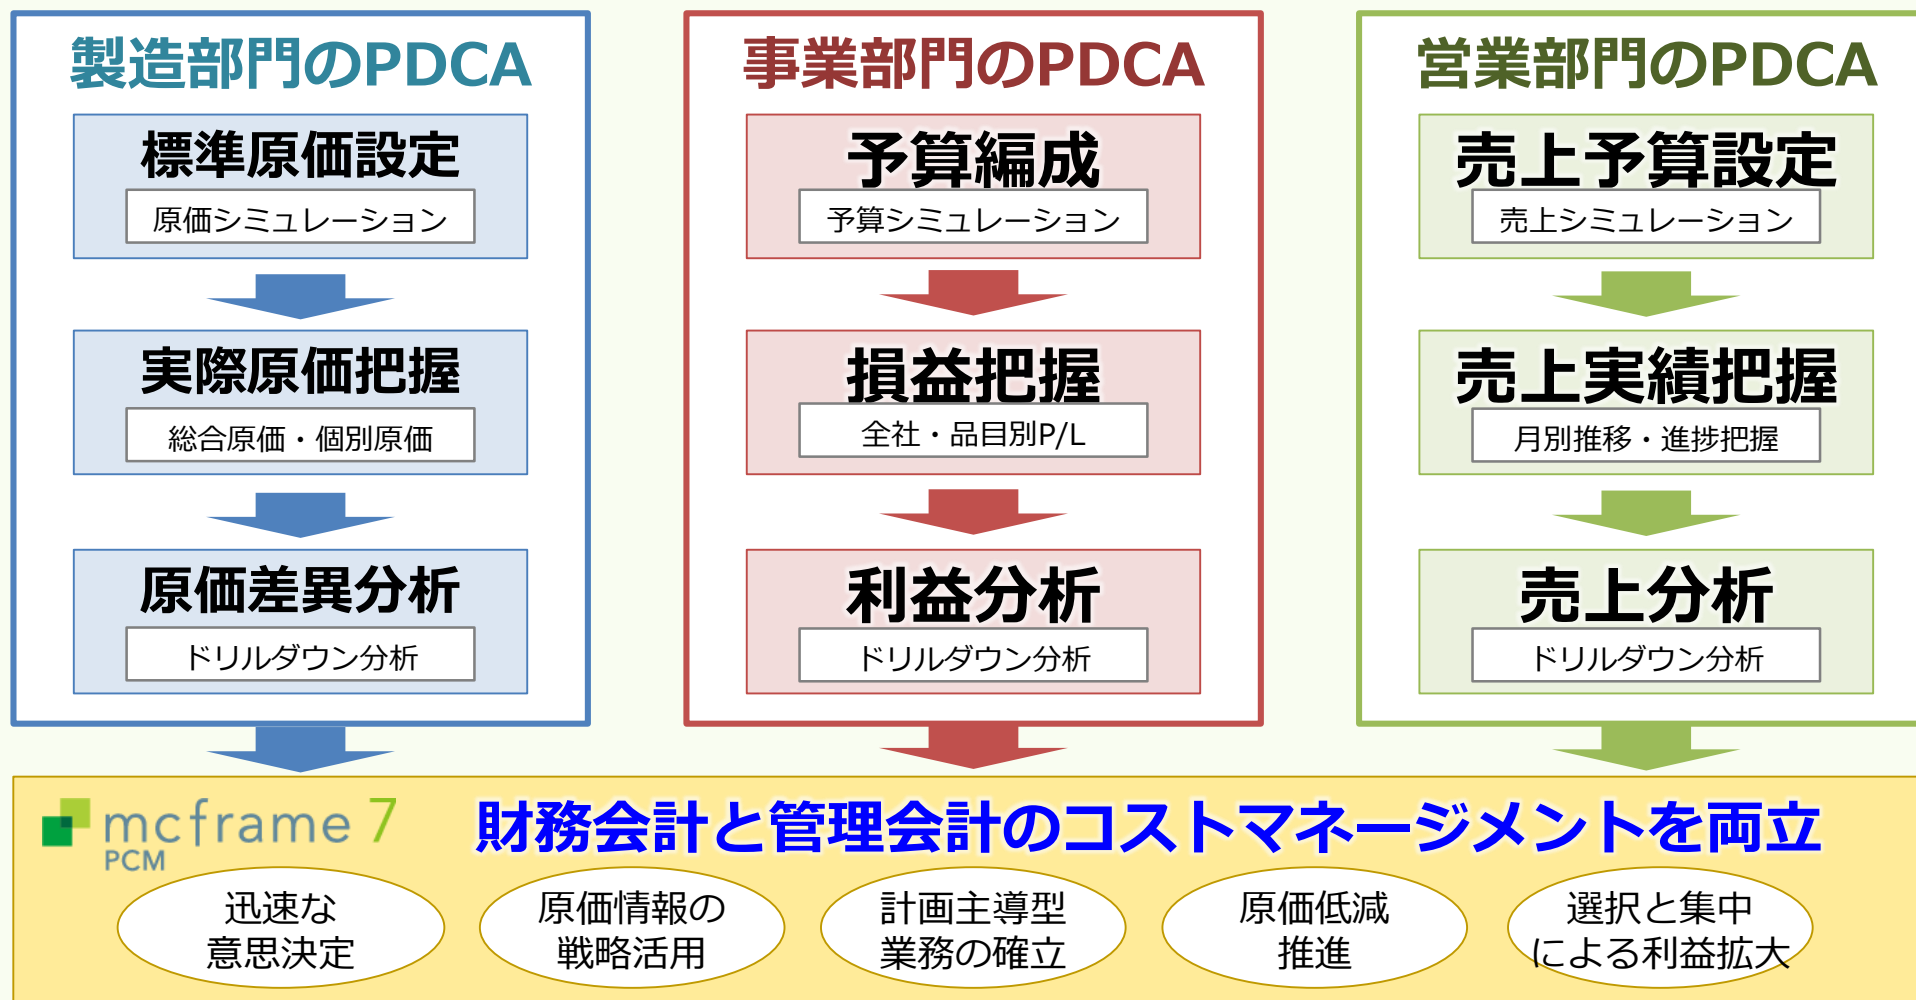 製造部門のPDCA
標準原価設定
原価シミュレーション
実際原価把握
総合原価・個別原価
原価差異分析
ドリルダウン分析
事業部門のPDCA
予算編成
予算シミュレーション
損益把握
全社・品目別P/L
利益分析
ドリルダウン分析
営業部門のPDCA
売上予算設定
売上シミュレーション
売上実績把握
月別推移・進捗把握
売上分析
ドリルダウン分析
mcframe 7
PCM
財務会計と管理会計のコストマネージメントを両立
迅速な
意思決定
原価情報の
戦略活用
計画主導型
業務の確立
原価低減
推進
選択と集中
による利益拡大